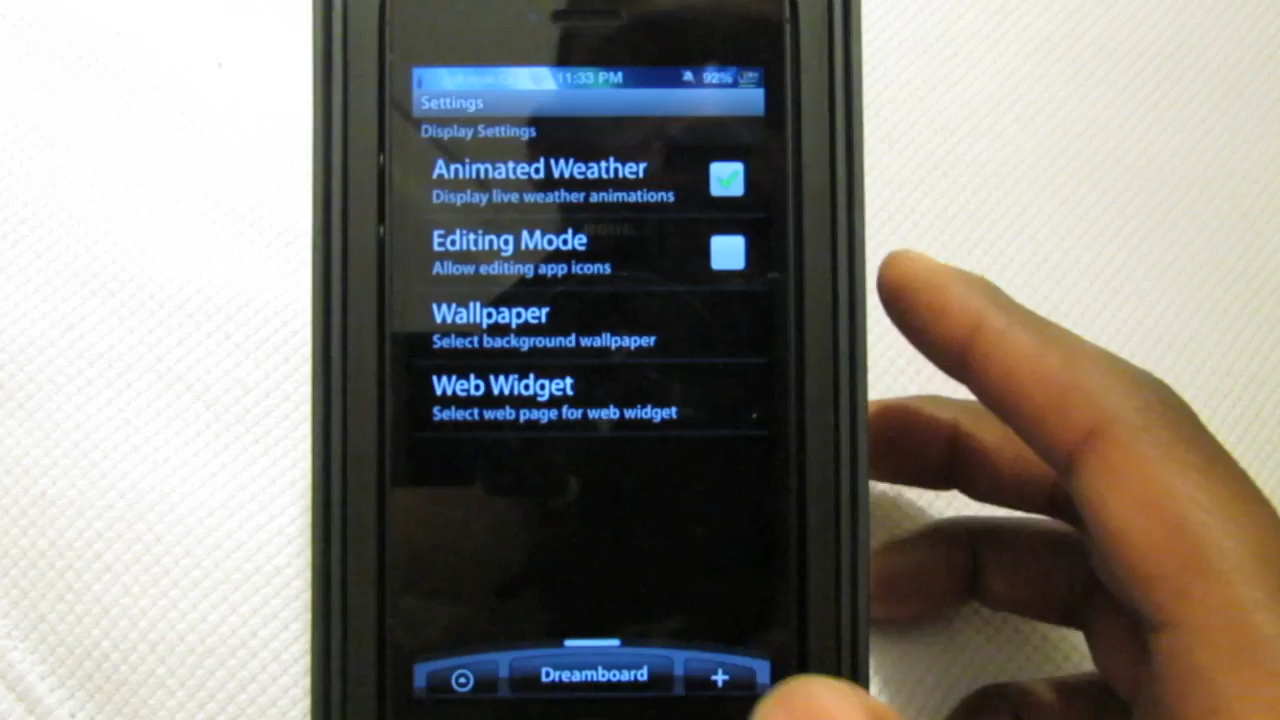 11:33 PM 92%
Settings
Display Settings
Animated Weather
Display live weather animations
Editing Mode
Allow editing app icons
Wallpaper
Select background wallpaper
Web Widget
Select web page for web widget
Dreamboard